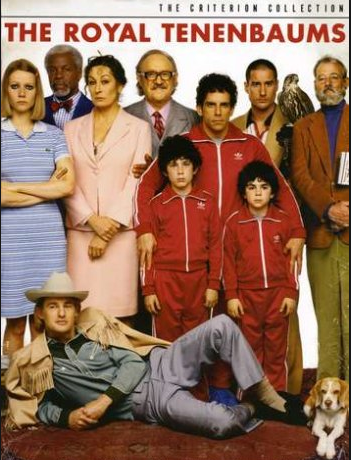 THE CRITERION COLLECTION
THE ROYAL TENENBAUMS